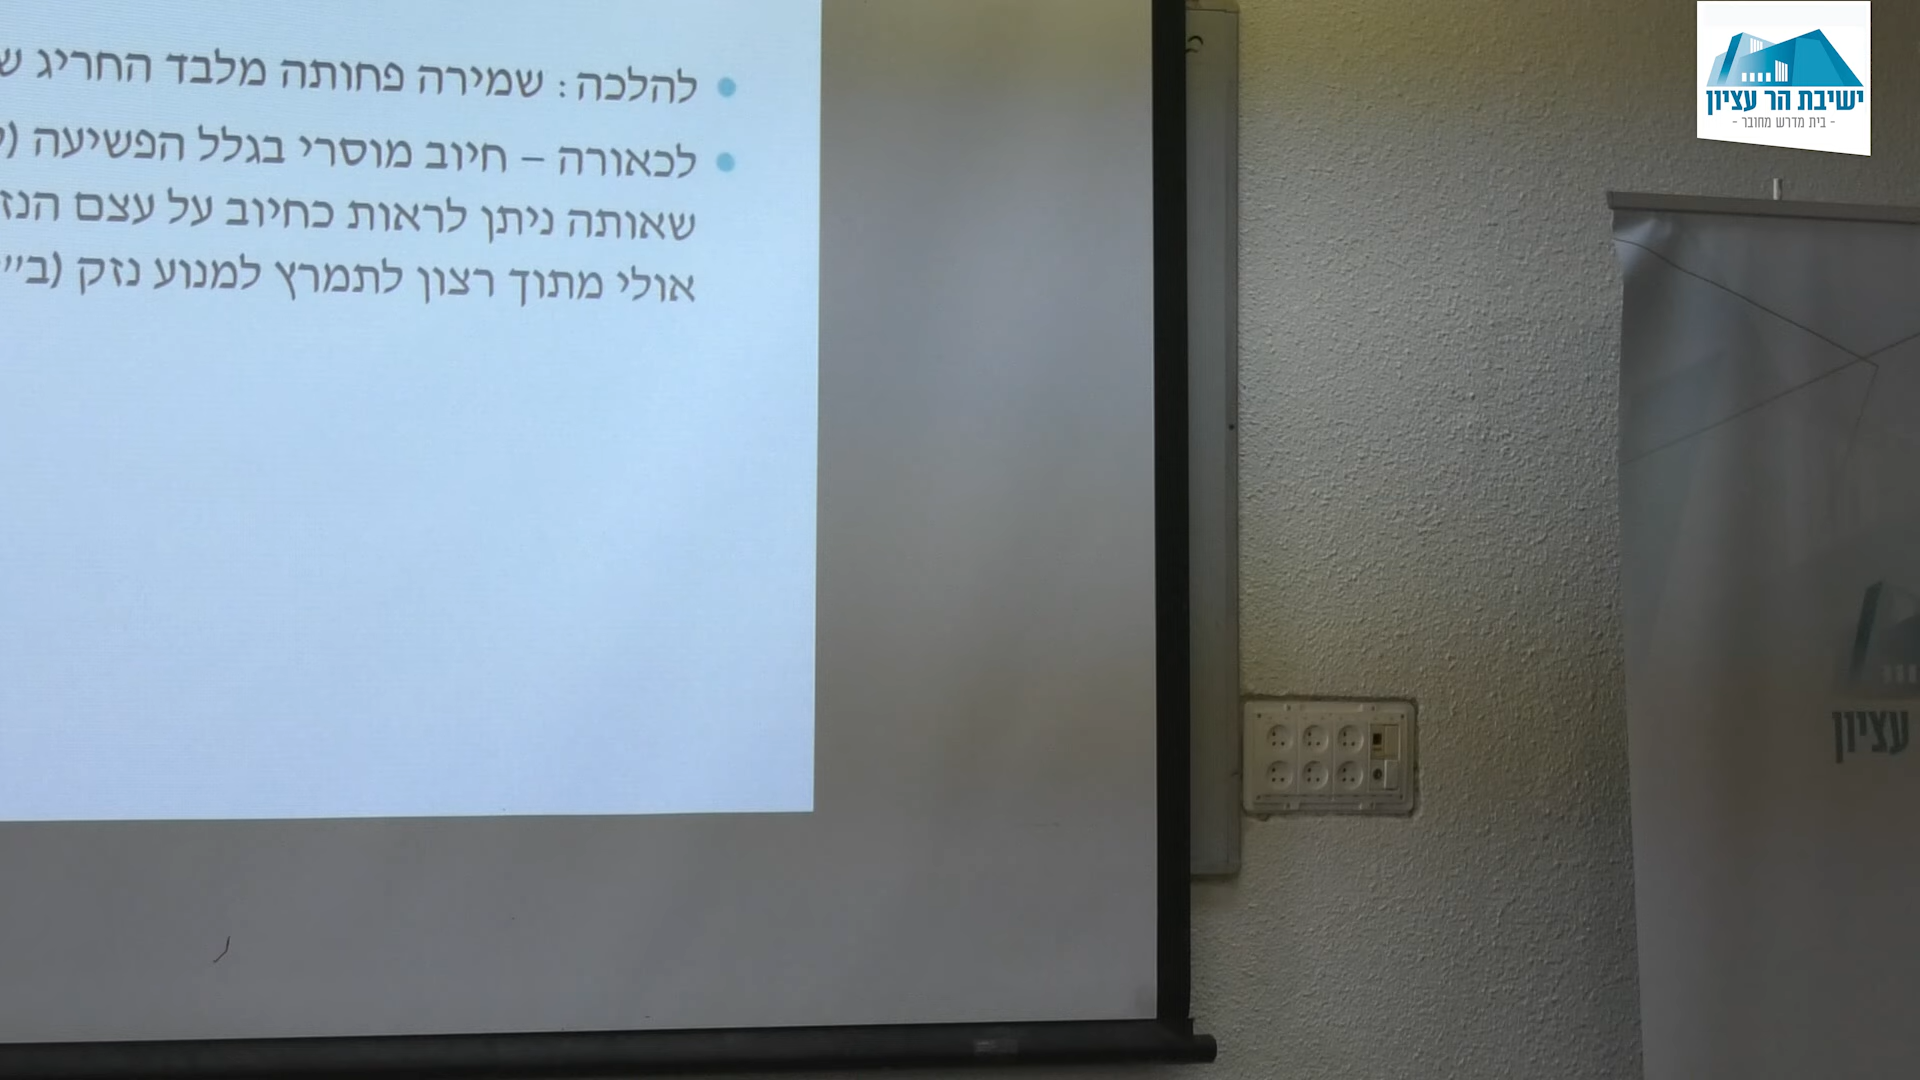 להלכה: שמירה פחותה מלבד החריג
לכאורה – חיוב מוסרי בגלל הפשיעה
שאותה ניתן לראות כחיוב על עצם
אולי מתוך רצון לתמרץ למנוע נזק
ישיבת הר עציון
- בית מדרש מחובר -
עציון